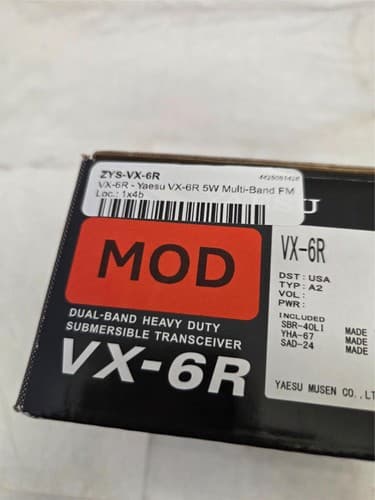 ZYS-VX-6R
VX-6R - Yaesu VX-6R 5W Multi-Band FM
Loc.: 1x4b
U
MOD
DUAL-BAND HEAVY DUTY
SUBMERSIBLE TRANSCEIVER
VX-6R
VX-6R
DST: USA
TYP: A2
VOL:
PWR:
INCLUDED
SBR-40LI MADE
YHA-67 MADE
SAD-24 MADE
YAESU MUSEN CO., LT